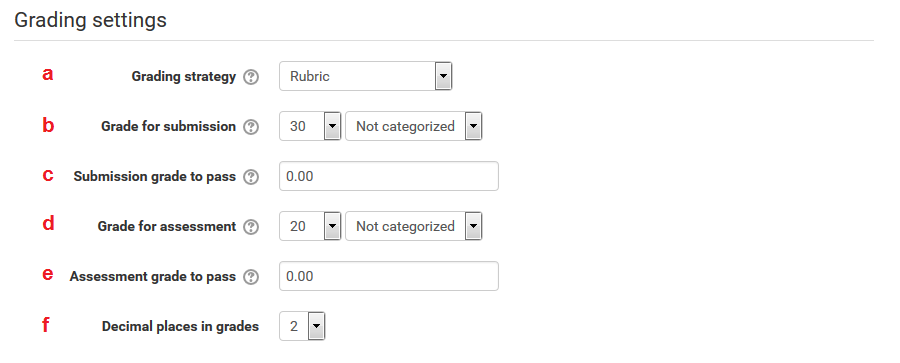 Grading settings
a Grading strategy ? Rubric
b Grade for submission ? 30 Not categorized
c Submission grade to pass ? 0.00
d Grade for assessment ? 20 Not categorized
e Assessment grade to pass ? 0.00
f Decimal places in grades 2